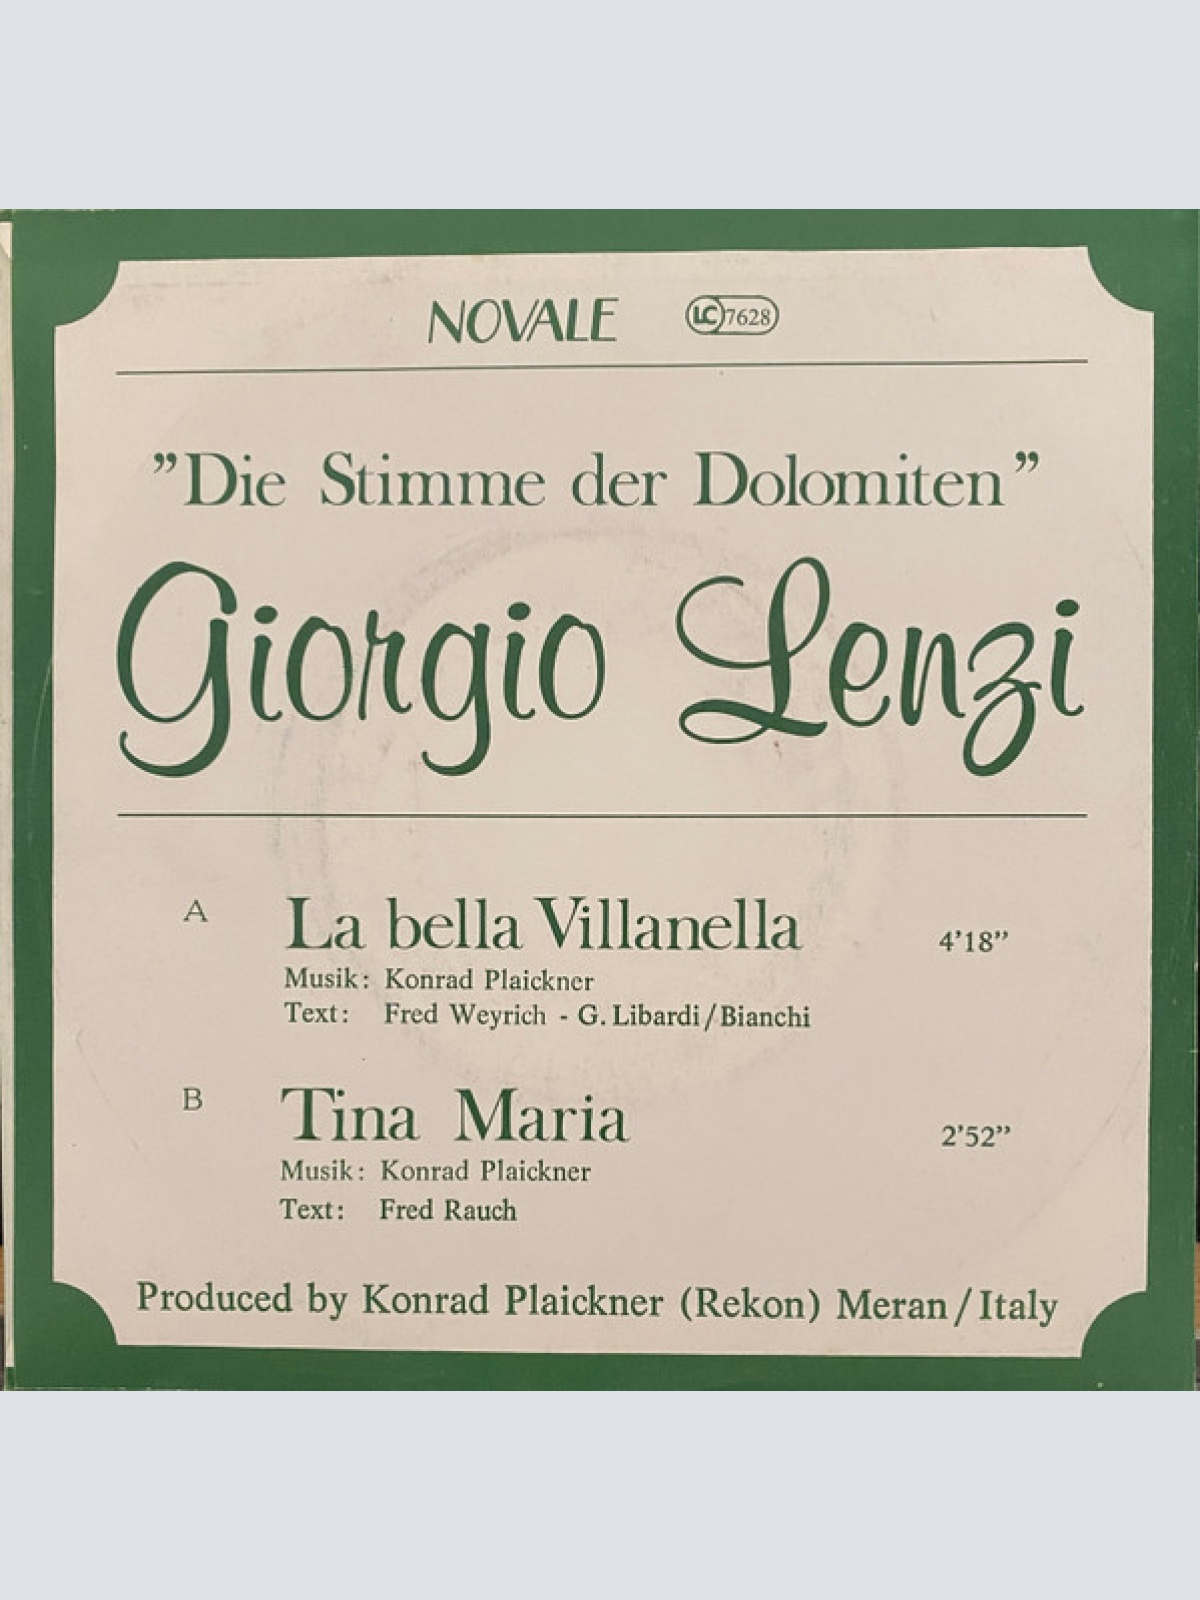 NOVALE LC 7628
”Die Stimme der Dolomiten”
Giorgio Lenzi
A La bella Villanella 4’18”
Musik: Konrad Plaickner
Text: Fred Weyrich - G. Libardi/Bianchi
B Tina Maria 2’52”
Musik: Konrad Plaickner
Text: Fred Rauch
Produced by Konrad Plaickner (Rekon) Meran/Italy